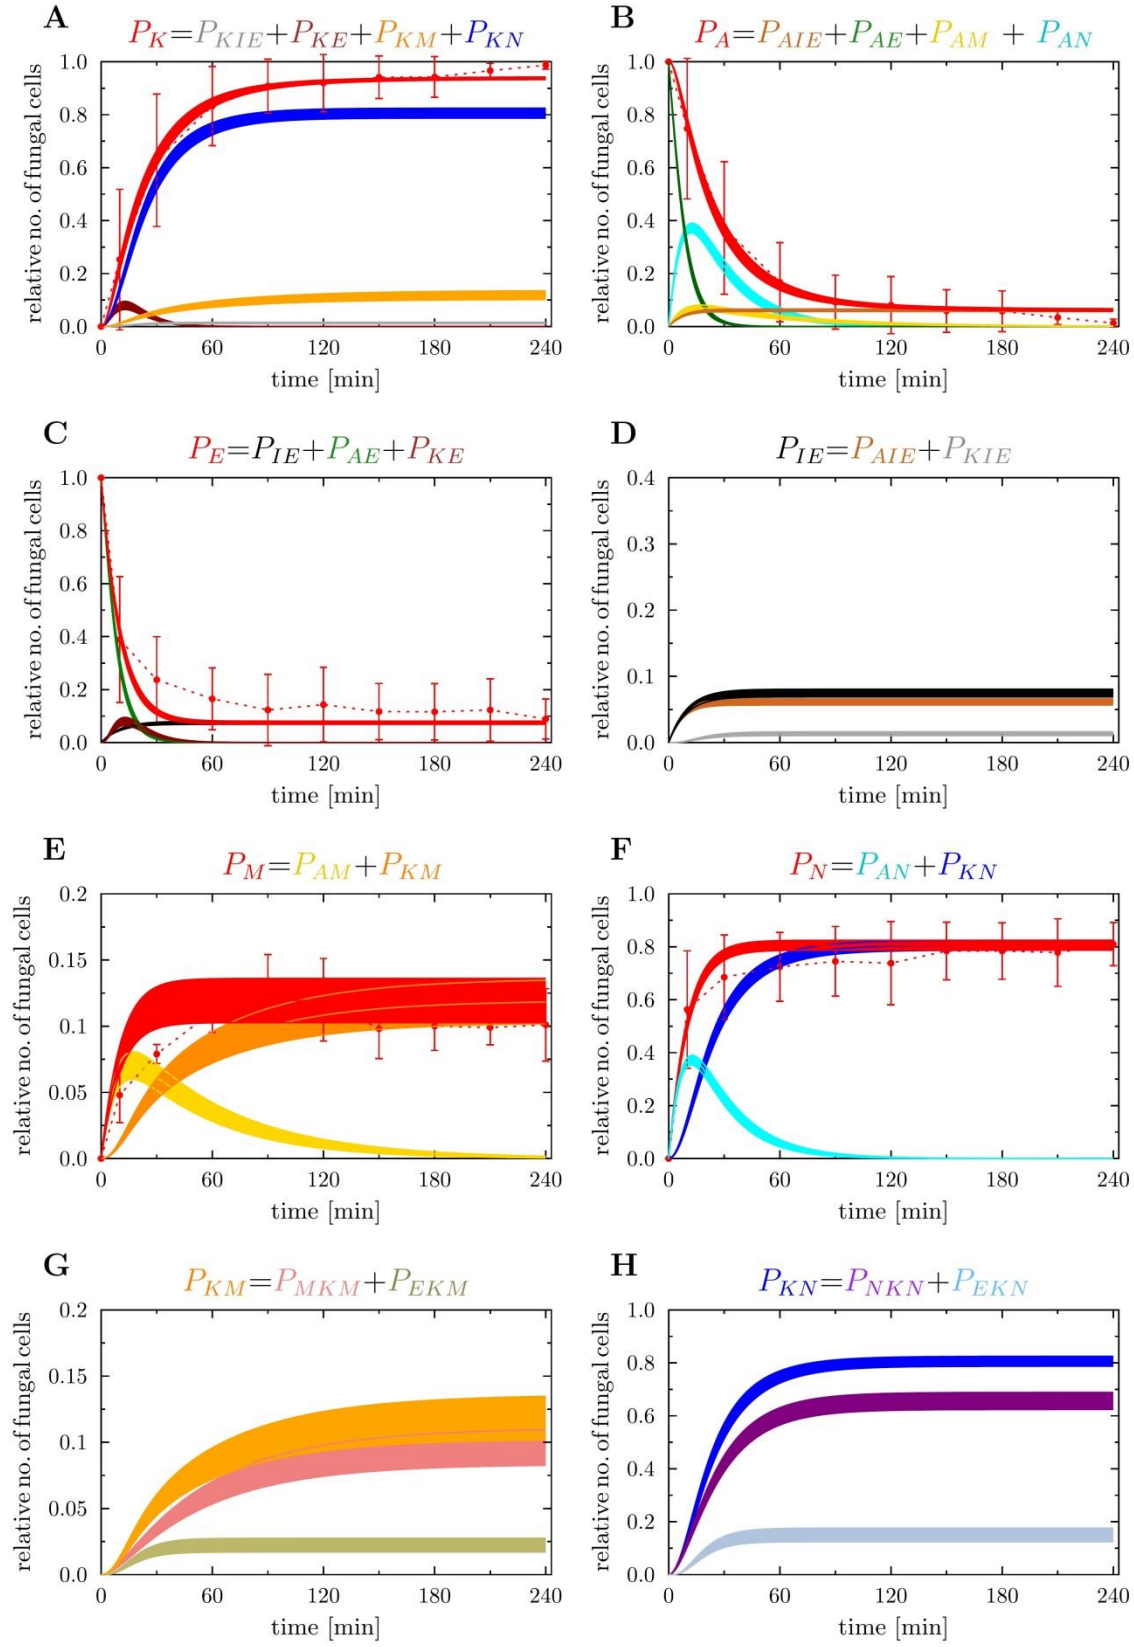 A
P_K=P_KIE+P_KE+P_KM+P_KN
relative no. of fungal cells
1.0
0.8
0.6
0.4
0.2
0.0
0 60 120 180 240
time [min]
B
P_A=P_AIE+P_AE+P_AM + P_AN
relative no. of fungal cells
1.0
0.8
0.6
0.4
0.2
0.0
0 60 120 180 240
time [min]
C
P_E=P_IE+P_AE+P_KE
relative no. of fungal cells
1.0
0.8
0.6
0.4
0.2
0.0
0 60 120 180 240
time [min]
D
P_IE=P_AIE+P_KIE
relative no. of fungal cells
0.4
0.3
0.2
0.1
0.0
0 60 120 180 240
time [min]
E
P_M=P_AM+P_KM
relative no. of fungal cells
0.2
0.15
0.1
0.05
0.0
0 60 120 180 240
time [min]
F
P_N=P_AN+P_KN
relative no. of fungal cells
1.0
0.8
0.6
0.4
0.2
0.0
0 60 120 180 240
time [min]
G
P_KM=P_MKM+P_EKM
relative no. of fungal cells
0.2
0.15
0.1
0.05
0.0
0 60 120 180 240
time [min]
H
P_KN=P_NKN+P_EKN
relative no. of fungal cells
1.0
0.8
0.6
0.4
0.2
0.0
0 60 120 180 240
time [min]